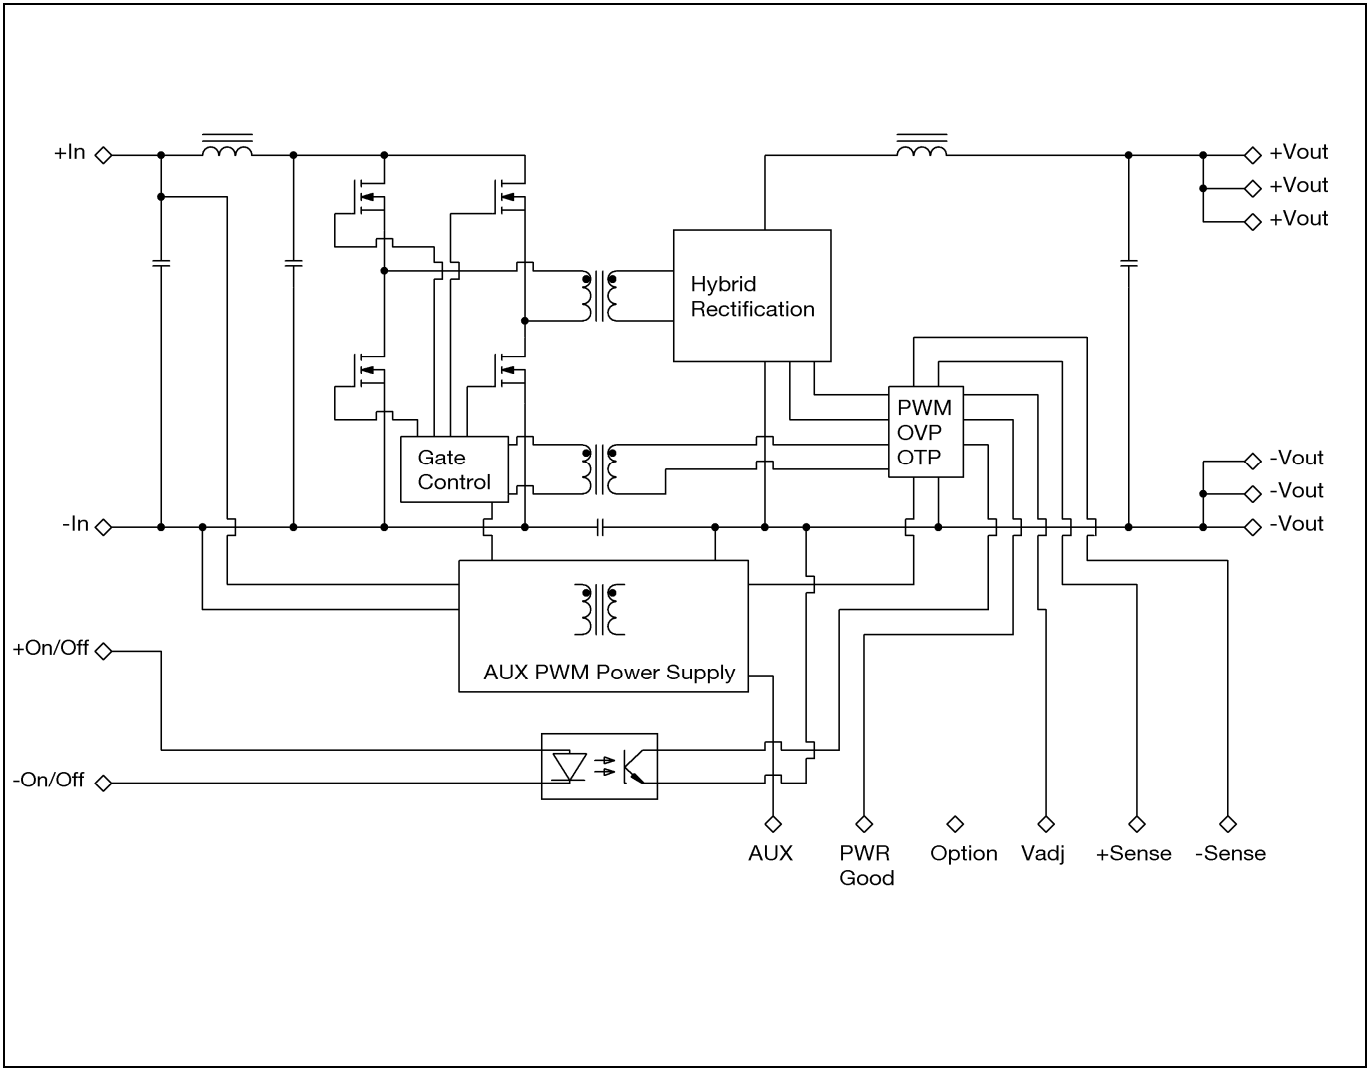 +In
+Vout
+Vout
+Vout
Hybrid
Rectification
PWM
OVP
OTP
Gate
Control
-Vout
-Vout
-In
-Vout
+On/Off
AUX PWM Power Supply
-On/Off
AUX
PWR
Good
Option
Vadj
+Sense
-Sense